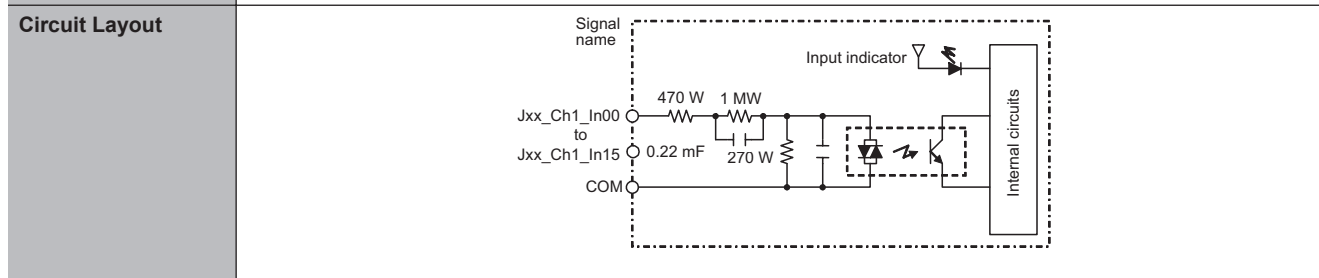 Circuit Layout
Signal
name
Input indicator
470 W
1 MW
Jxx_Ch1_In00
to
Jxx_Ch1_In15
0.22 mF
270 W
COM
Internal circuits